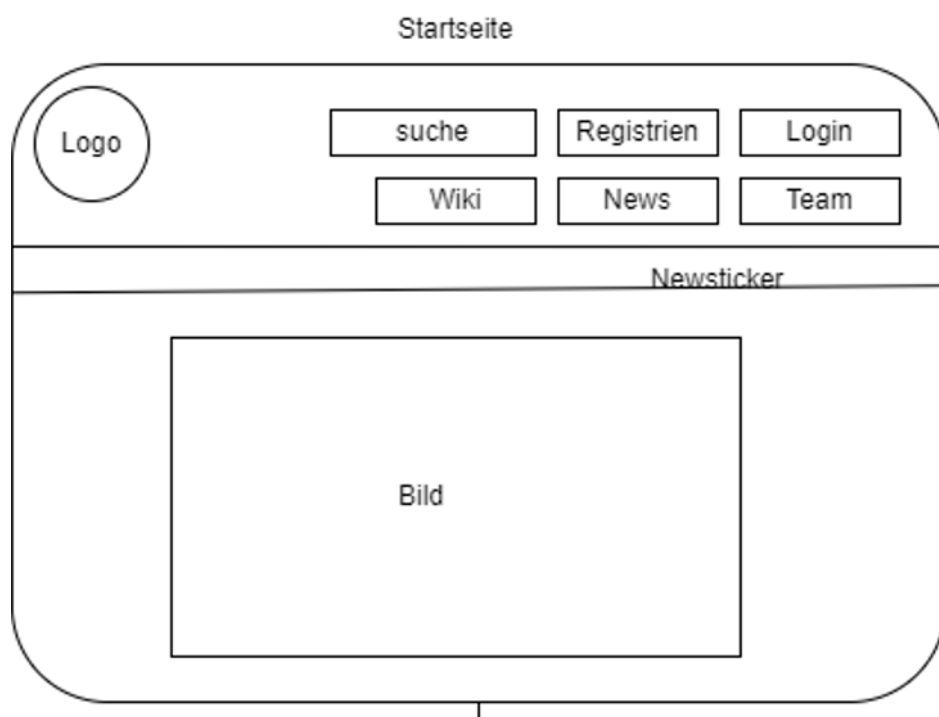 Startseite
Logo
suche
Registrien
Login
Wiki
News
Team
Newsticker
Bild